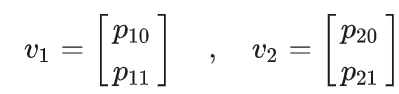 v₁ = [ p₁₀ p₁₁ ] , v₂ = [ p₂₀ p₂₁ ]